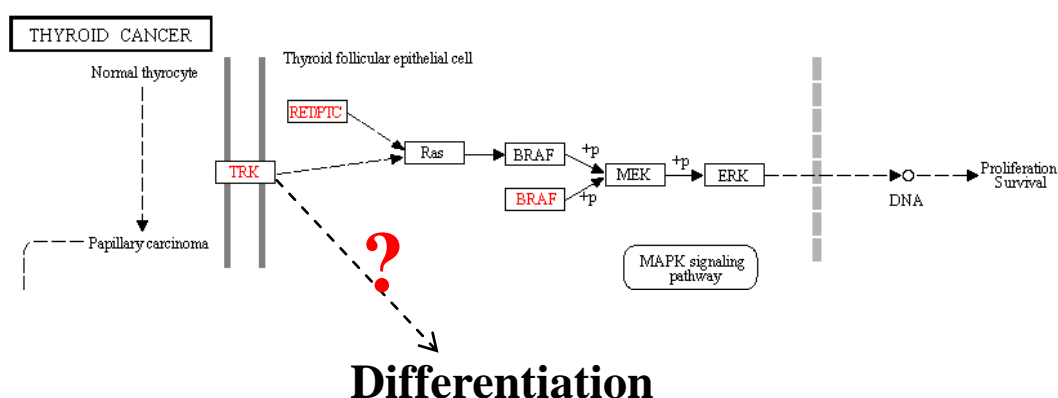 THYROID CANCER
Normal thyrocyte
Thyroid follicular epithelial cell
RET/PTC
TRK
Ras
BRAF
+p
MEK
+p
ERK
BRAF
+p
DNA
Proliferation
Survival
Papillary carcinoma
?
MAPK signaling
pathway
Differentiation